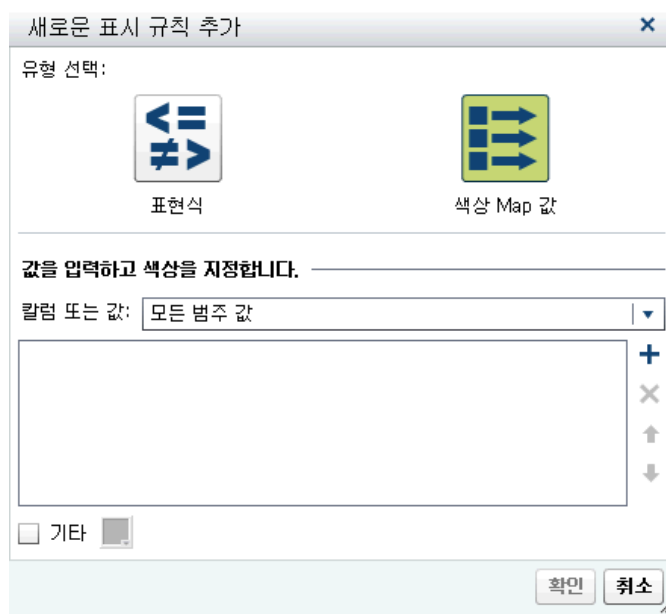 새로운 표시 규칙 추가
유형 선택:
표현식
색상 Map 값
값을 입력하고 색상을 지정합니다.
칼럼 또는 값: 모든 범주 값
기타
확인 취소